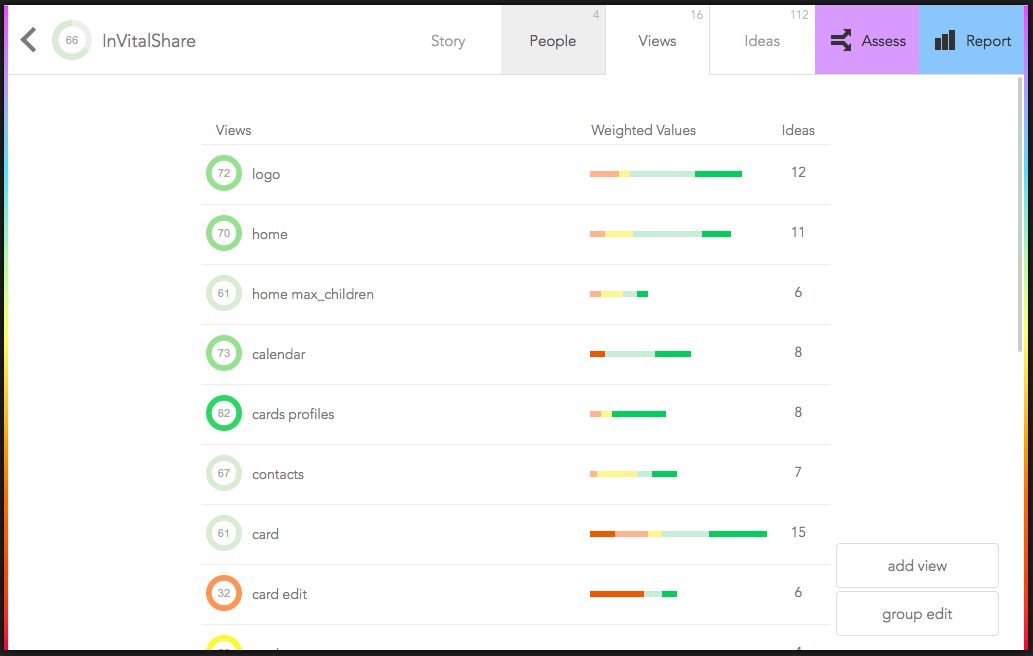 66 InVitalShare Story People 4 Views 16 Ideas 112 Assess Report
Views Weighted Values Ideas
72 logo 12
70 home 11
61 home max_children 6
73 calendar 8
82 cards profiles 8
67 contacts 7
61 card 15
32 card edit 6
add view
group edit